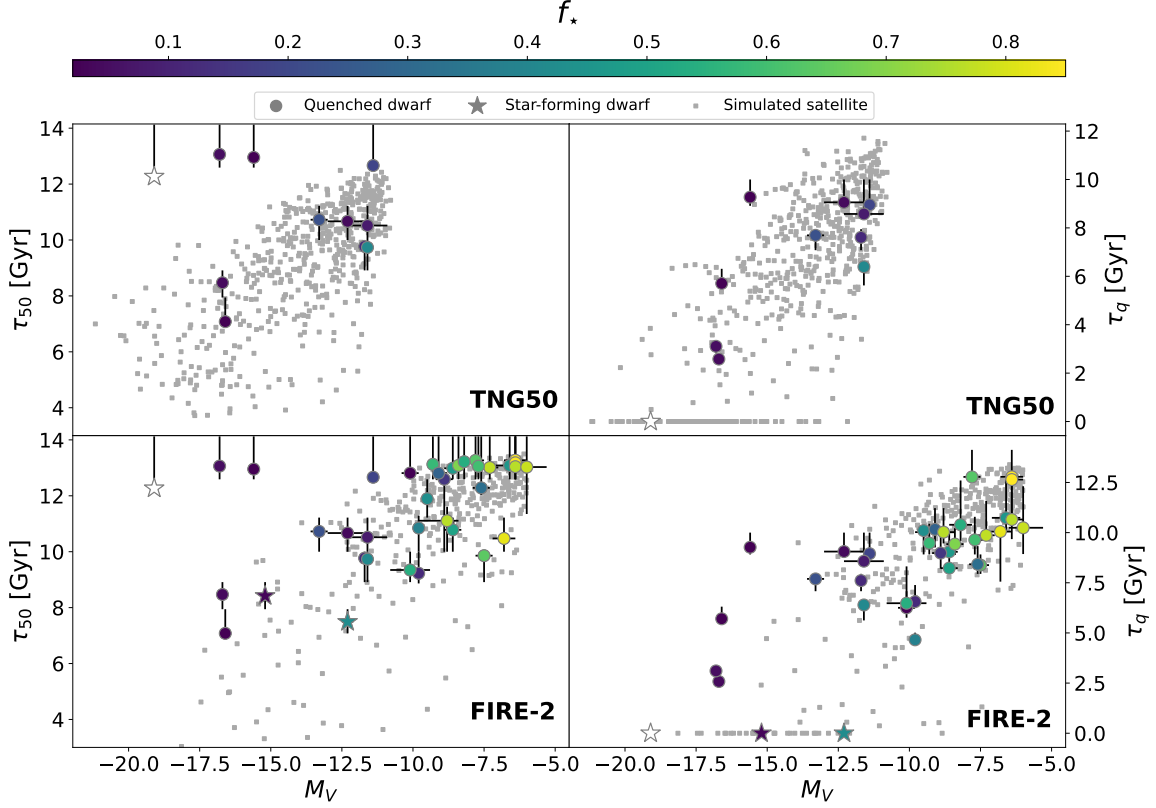 f⋆
0.1 0.2 0.3 0.4 0.5 0.6 0.7 0.8
Quenched dwarf Star-forming dwarf Simulated satellite
14 12 10 8 6 4
τ50 [Gyr]
TNG50
12 10 8 6 4 2 0
τq [Gyr]
TNG50
14 12 10 8 6 4
τ50 [Gyr]
FIRE-2
12.5 10.0 7.5 5.0 2.5 0.0
τq [Gyr]
FIRE-2
−20.0 −17.5 −15.0 −12.5 −10.0 −7.5 −5.0
−20.0 −17.5 −15.0 −12.5 −10.0 −7.5 −5.0
MV
MV